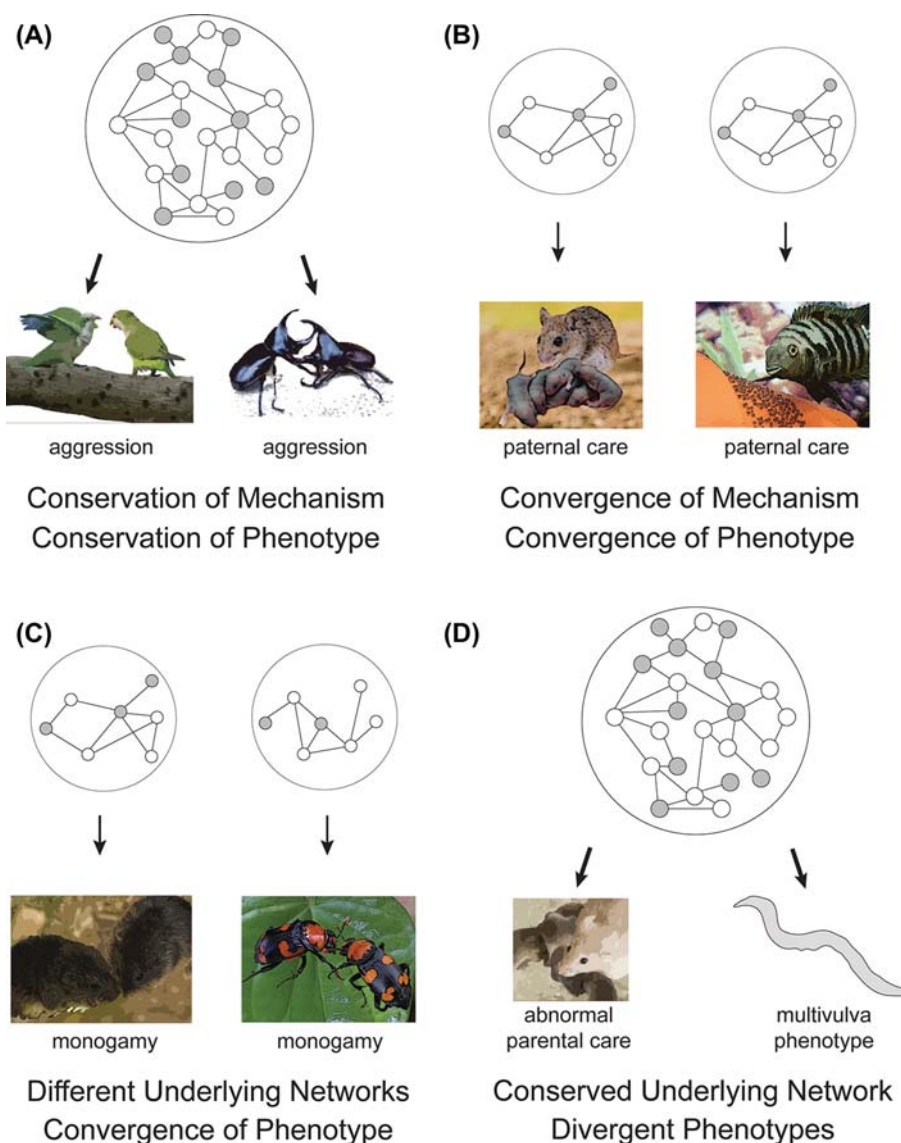 (A)
aggression
aggression
Conservation of Mechanism
Conservation of Phenotype
(B)
paternal care
paternal care
Convergence of Mechanism
Convergence of Phenotype
(C)
monogamy
monogamy
Different Underlying Networks
Convergence of Phenotype
(D)
abnormal
parental care
multivulva
phenotype
Conserved Underlying Network
Divergent Phenotypes